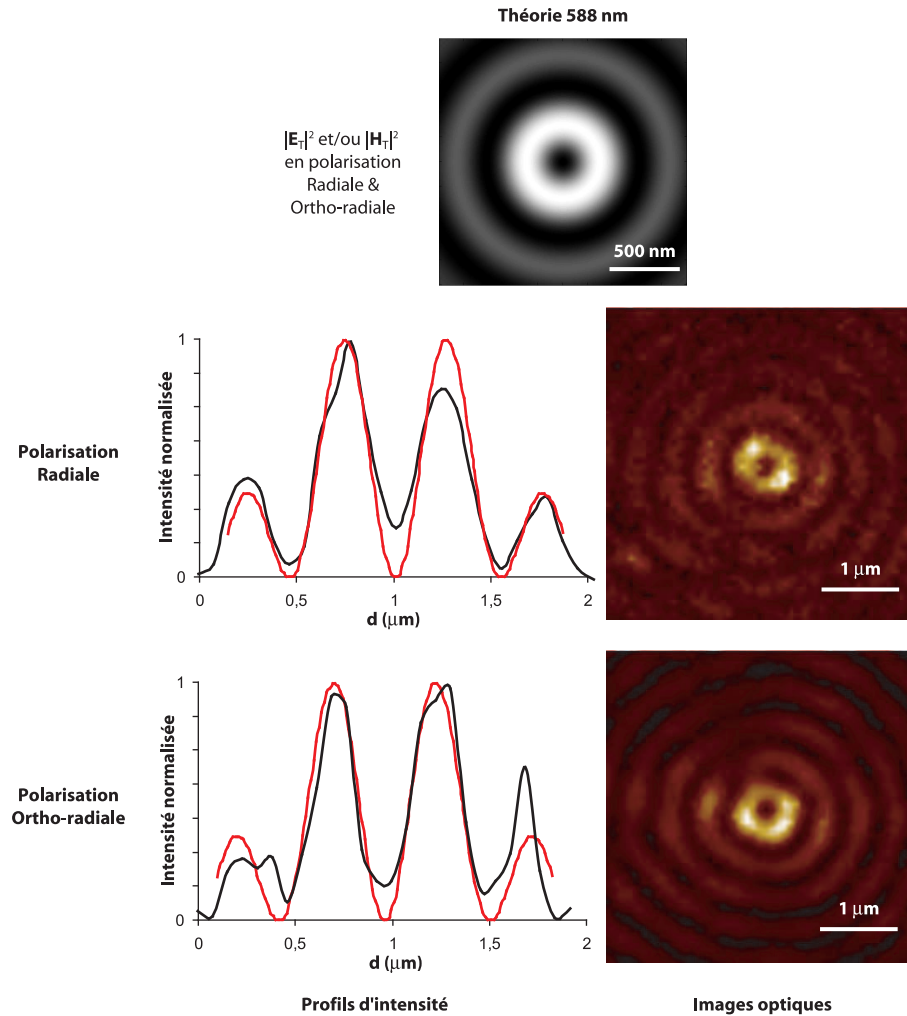 Théorie 588 nm
|E_T|² et/ou |H_T|²
en polarisation
Radiale &
Ortho-radiale
500 nm
Polarisation
Radiale
Intensité normalisée
1
0
0
0,5
1
1,5
2
d (μm)
1 μm
Polarisation
Ortho-radiale
Intensité normalisée
1
0
0
0,5
1
1,5
2
d (μm)
1 μm
Profils d'intensité
Images optiques